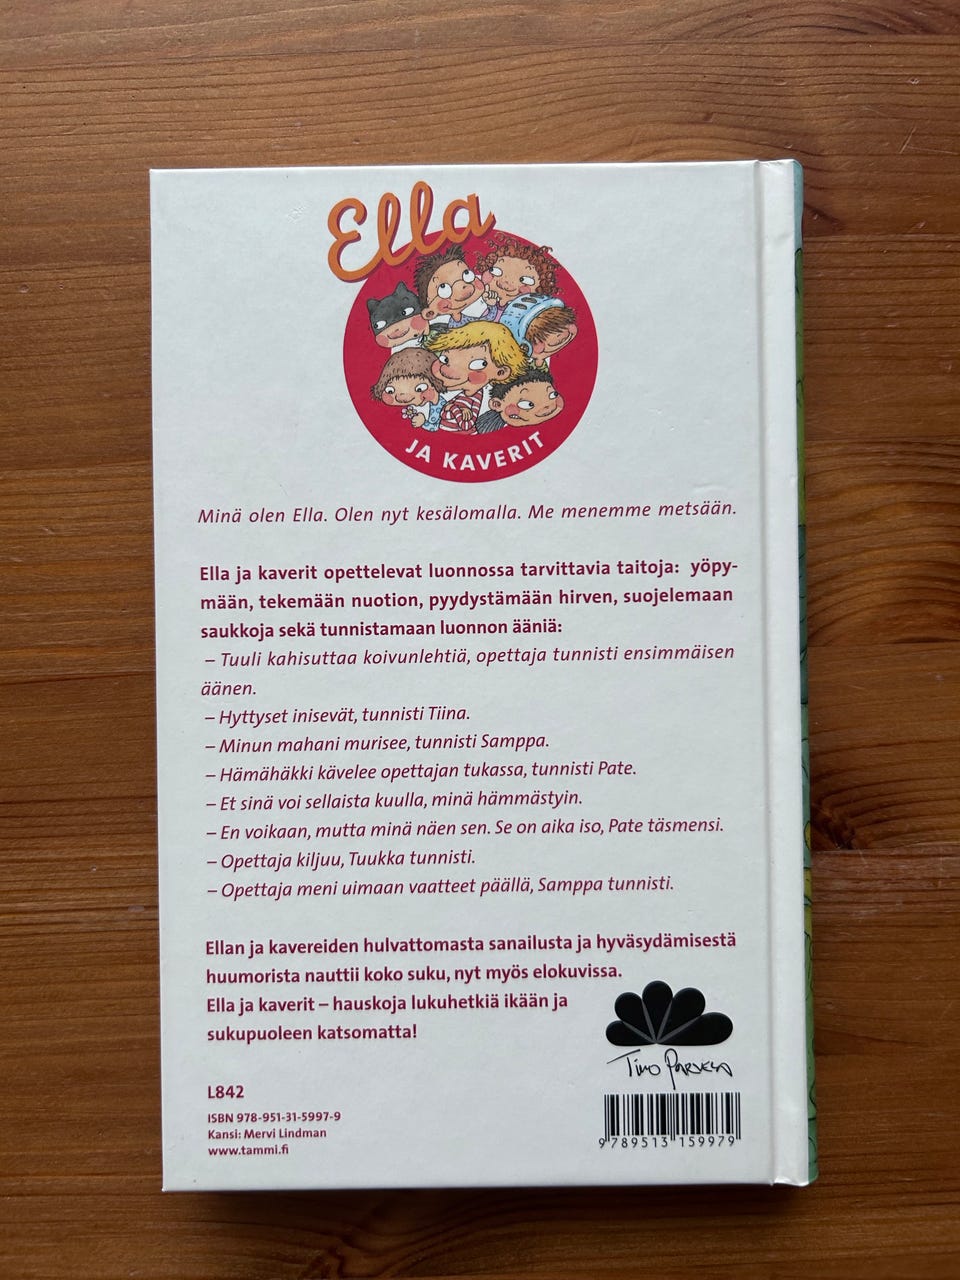 Ella
JA KAVERIT
Minä olen Ella. Olen nyt kesälomalla. Me menemme metsään.
Ella ja kaverit opettelevat luonnossa tarvittavia taitoja: yöpy-
mään, tekemään nuotion, pyydystämään hirven, suojelemaan
saukkoja sekä tunnistamaan luonnon ääniä:
– Tuuli kahisuttaa koivunlehtiä, opettaja tunnisti ensimmäisen
äänen.
– Hyttyset inisevät, tunnisti Tiina.
– Minun mahani murisee, tunnisti Samppa.
– Hämähäkki kävelee opettajan tukassa, tunnisti Pate.
– Et sinä voi sellaista kuulla, minä hämmästyin.
– En voikaan, mutta minä näen sen. Se on aika iso, Pate täsmensi.
– Opettaja kiljuu, Tuukka tunnisti.
– Opettaja meni uimaan vaatteet päällä, Samppa tunnisti.
Ellan ja kavereiden hulvattomasta sanailusta ja hyväsydämisestä
huumorista nauttii koko suku, nyt myös elokuvissa.
Ella ja kaverit – hauskoja lukuhetkiä ikään ja
sukupuoleen katsomatta!
Timo Parvela
L842
ISBN 978-951-31-5997-9
Kansi: Mervi Lindman
www.tammi.fi
9 789513 159979